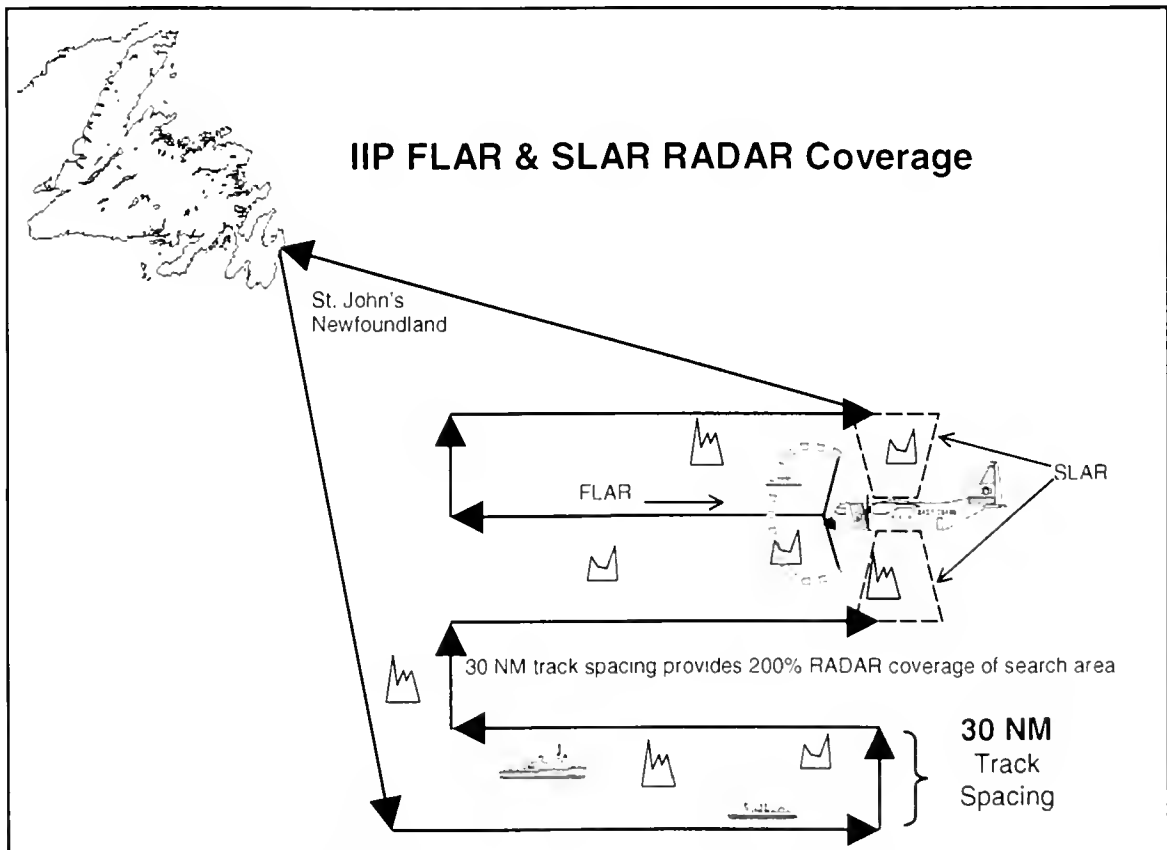 IIP FLAR & SLAR RADAR Coverage
St. John's
Newfoundland
FLAR
SLAR
30 NM track spacing provides 200% RADAR coverage of search area
30 NM
Track
Spacing